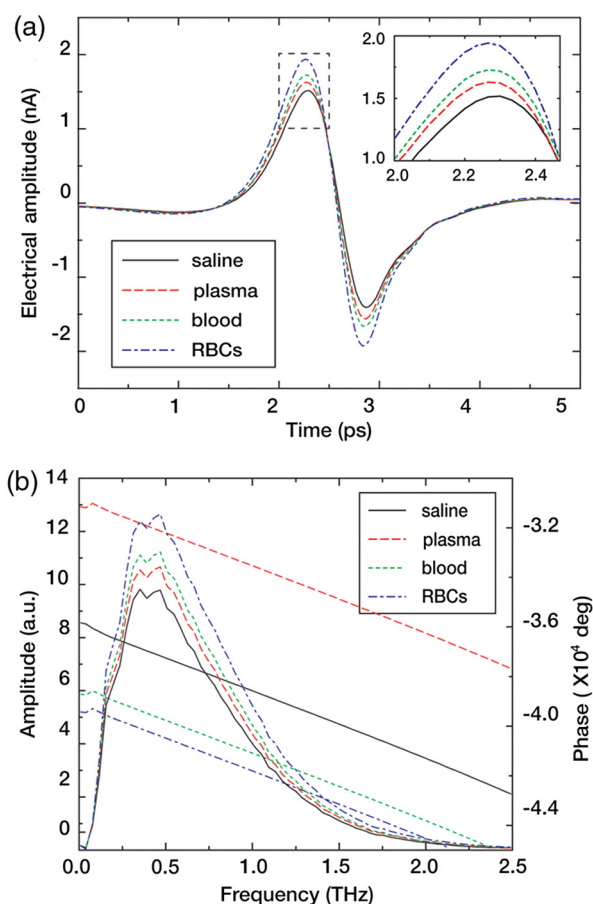 (a)
Electrical amplitude (nA)
2
1
0
-1
-2
2.0
1.5
1.0
2.0 2.2 2.4
saline
plasma
blood
RBCs
0 1 2 3 4 5
Time (ps)
(b)
Amplitude (a.u.)
14
12
10
8
6
4
2
0
saline
plasma
blood
RBCs
-3.2
-3.6
-4.0
-4.4
Phase ( X10⁴ deg)
0.0 0.5 1.0 1.5 2.0 2.5
Frequency (THz)